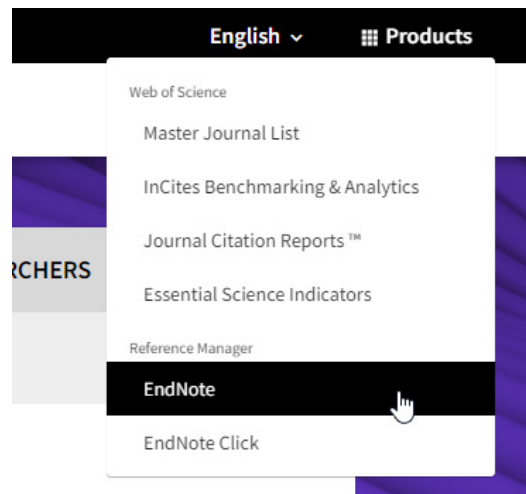 English Products
Web of Science
Master Journal List
InCites Benchmarking & Analytics
Journal Citation Reports ™
RCHERS
Essential Science Indicators
Reference Manager
EndNote
EndNote Click